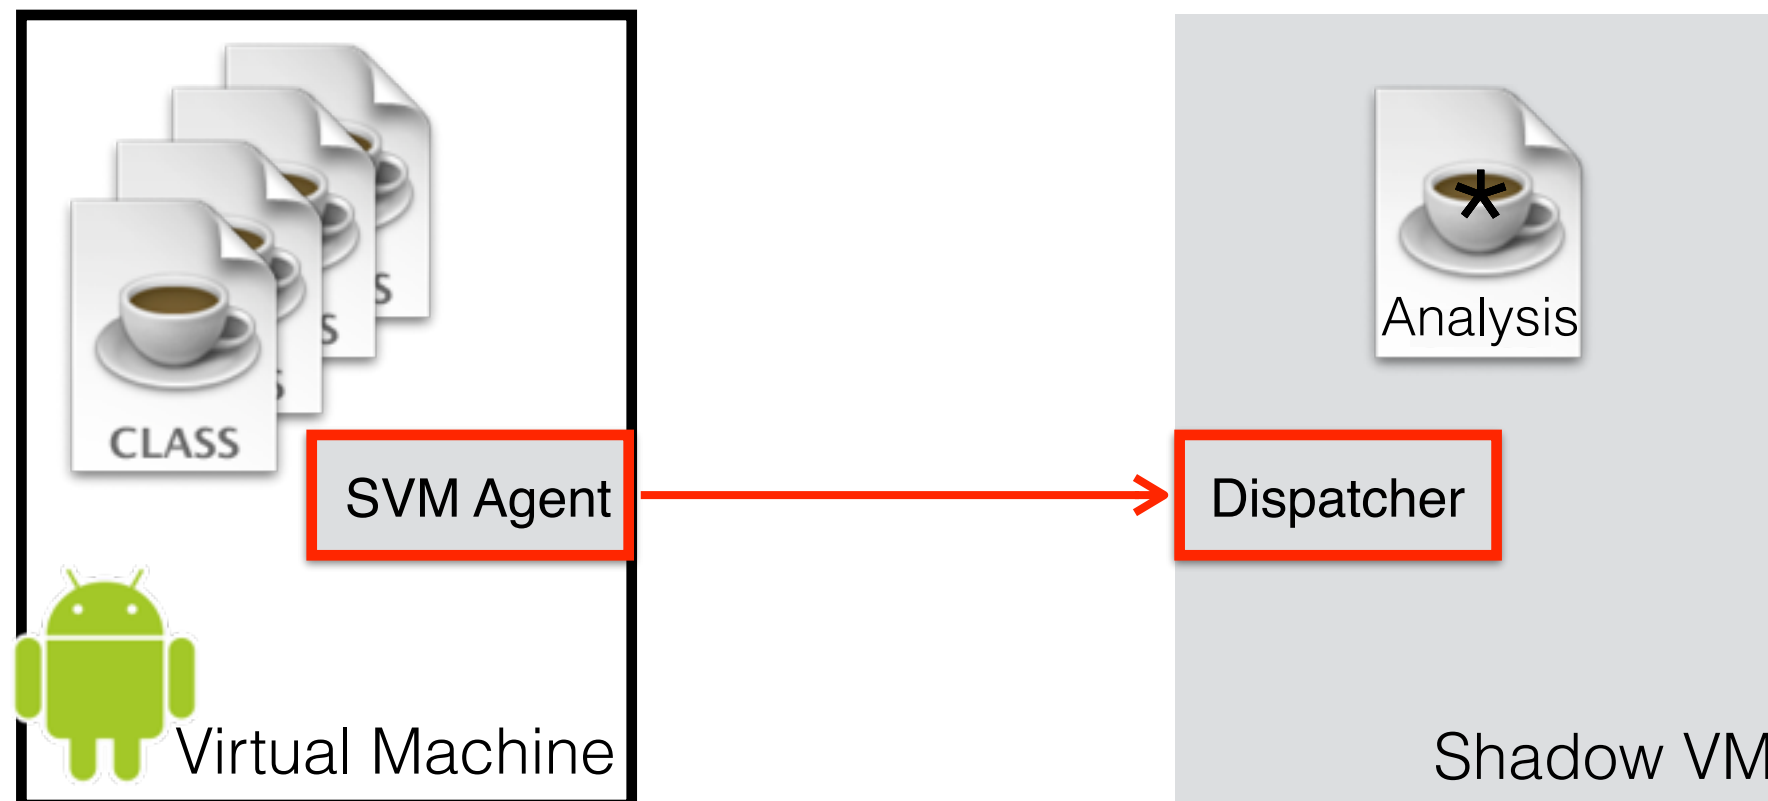 S
S
S
CLASS
SVM Agent
Virtual Machine
*
Analysis
Dispatcher
Shadow VM